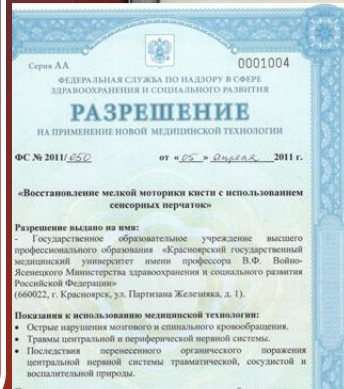 Серия АА
0001004
ФЕДЕРАЛЬНАЯ СЛУЖБА ПО НАДЗОРУ В СФЕРЕ
ЗДРАВООХРАНЕНИЯ И СОЦИАЛЬНОГО РАЗВИТИЯ
РАЗРЕШЕНИЕ
НА ПРИМЕНЕНИЕ НОВОЙ МЕДИЦИНСКОЙ ТЕХНОЛОГИИ
ФС № 2011/ 050 от « 05 » апреля 2011 г.
«Восстановление мелкой моторики кисти с использованием
сенсорных перчаток»
Разрешение выдано на имя:
- Государственное образовательное учреждение высшего
профессионального образования «Красноярский государственный
медицинский университет имени профессора В.Ф. Войно-
Ясенецкого Министерства здравоохранения и социального развития
Российской Федерации»
(660022, г. Красноярск, ул. Партизана Железняка, д. 1).
Показания к использованию медицинской технологии:
• Острые нарушения мозгового и спинального кровообращения.
• Травмы центральной и периферической нервной системы.
• Последствия перенесенного органического поражения
центральной нервной системы травматической, сосудистой и
воспалительной природы.